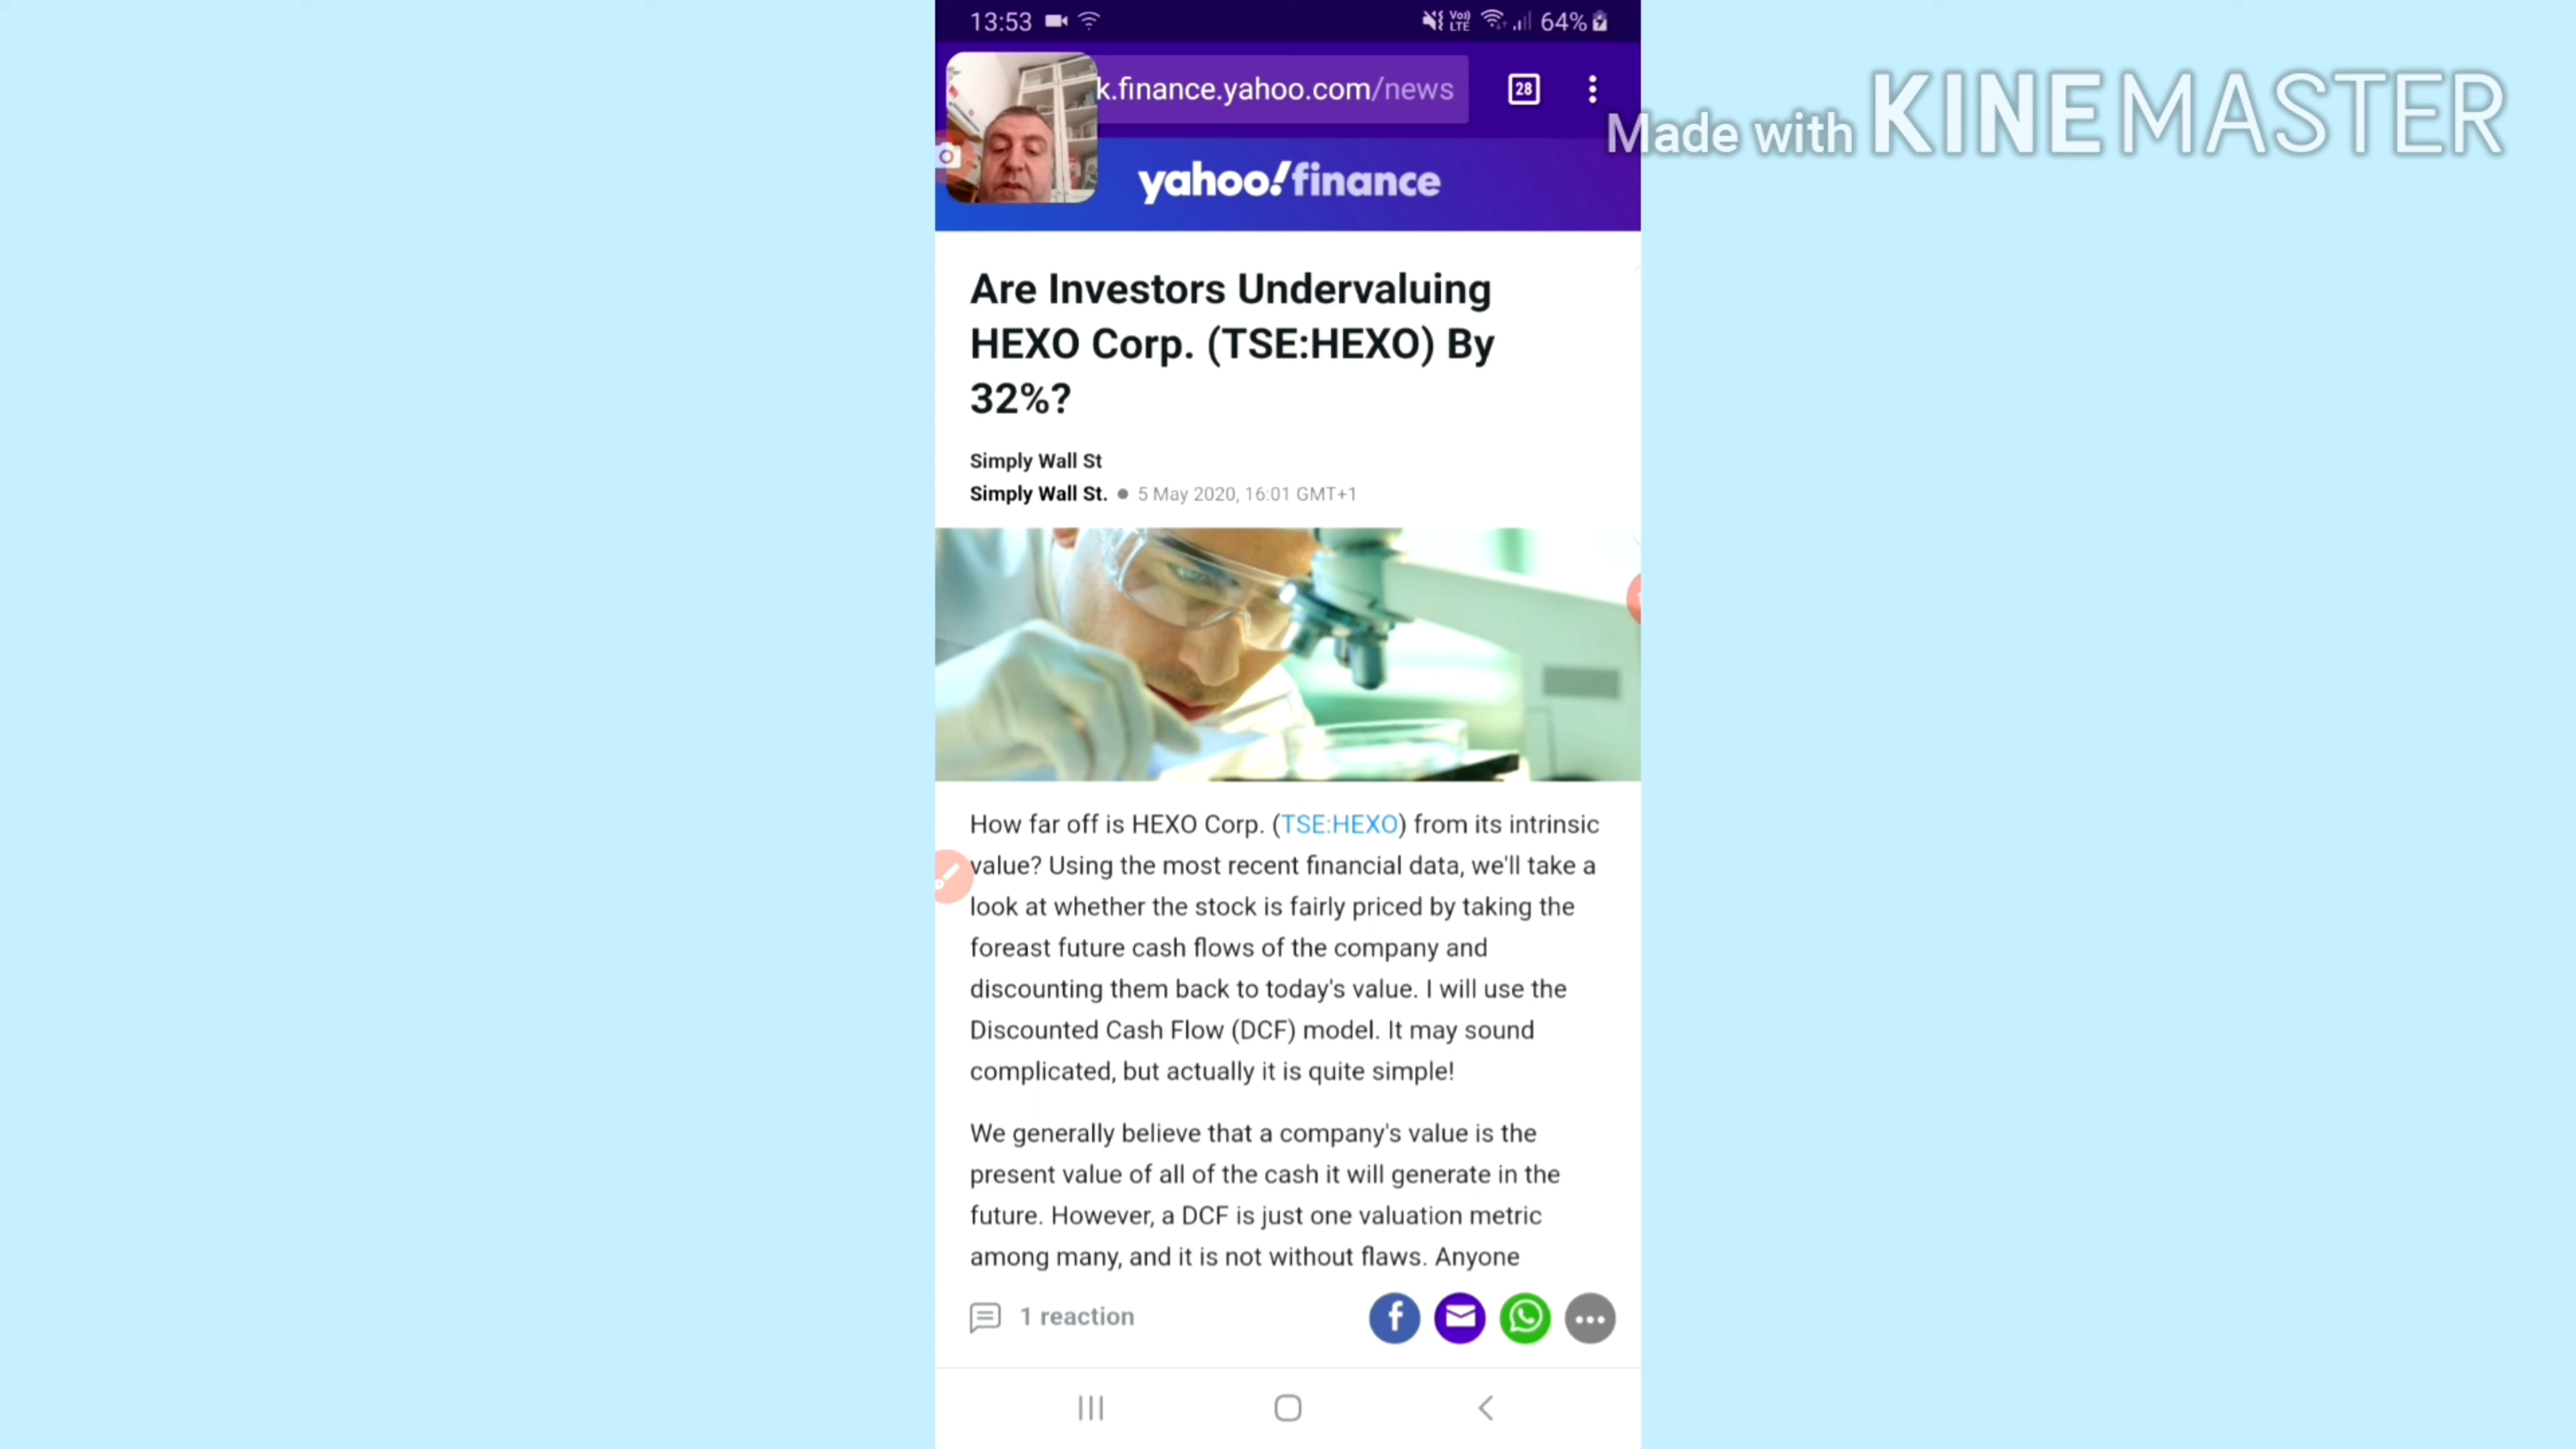 13:53
Vo)) LTE
64%
k.finance.yahoo.com/news
28
Made with KINEMASTER
yahoo!finance
Are Investors Undervaluing
HEXO Corp. (TSE:HEXO) By
32%?
Simply Wall St
Simply Wall St. ● 5 May 2020, 16:01 GMT+1
How far off is HEXO Corp. (TSE:HEXO) from its intrinsic
value? Using the most recent financial data, we'll take a
look at whether the stock is fairly priced by taking the
foreast future cash flows of the company and
discounting them back to today's value. I will use the
Discounted Cash Flow (DCF) model. It may sound
complicated, but actually it is quite simple!
We generally believe that a company's value is the
present value of all of the cash it will generate in the
future. However, a DCF is just one valuation metric
among many, and it is not without flaws. Anyone
1 reaction